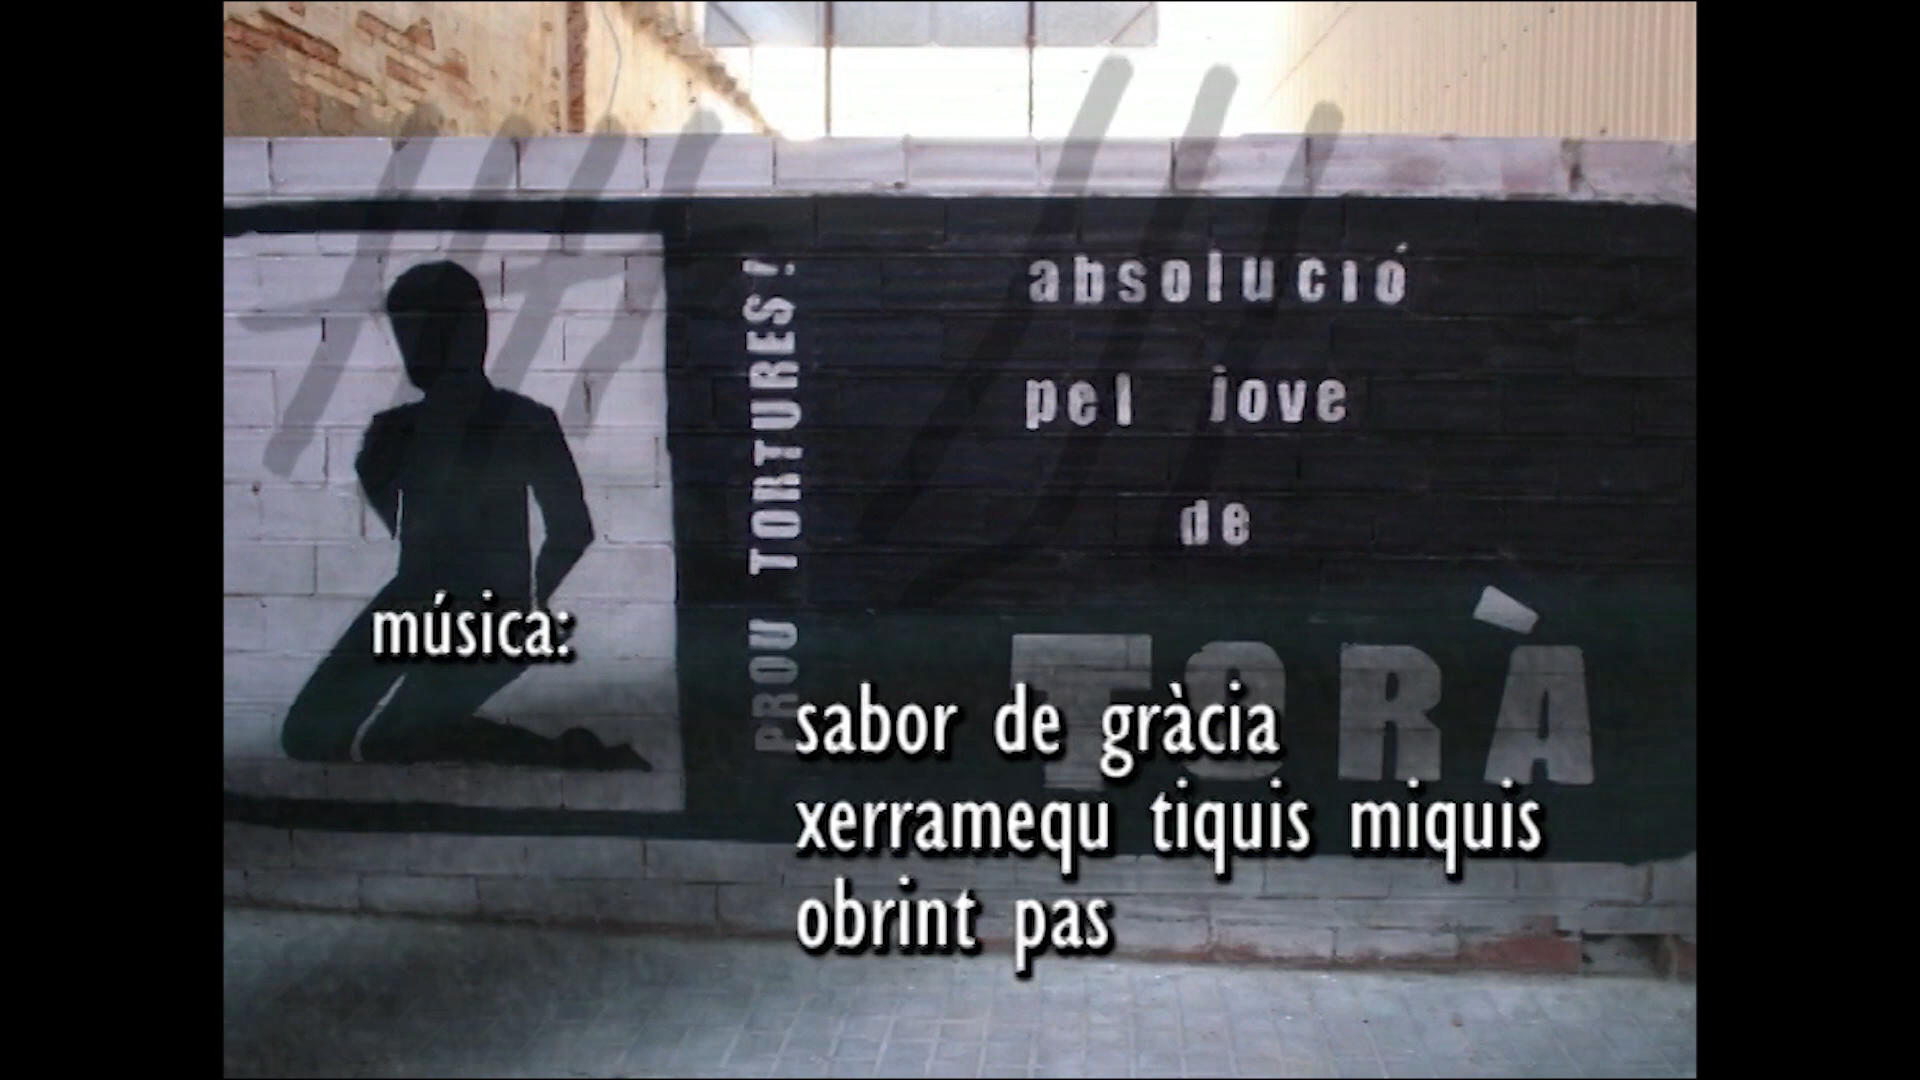 PROU TORTURES!
absolució
pel jove
de
TORÀ
música:
sabor de gràcia
xerramequ tiquis miquis
obrint pas